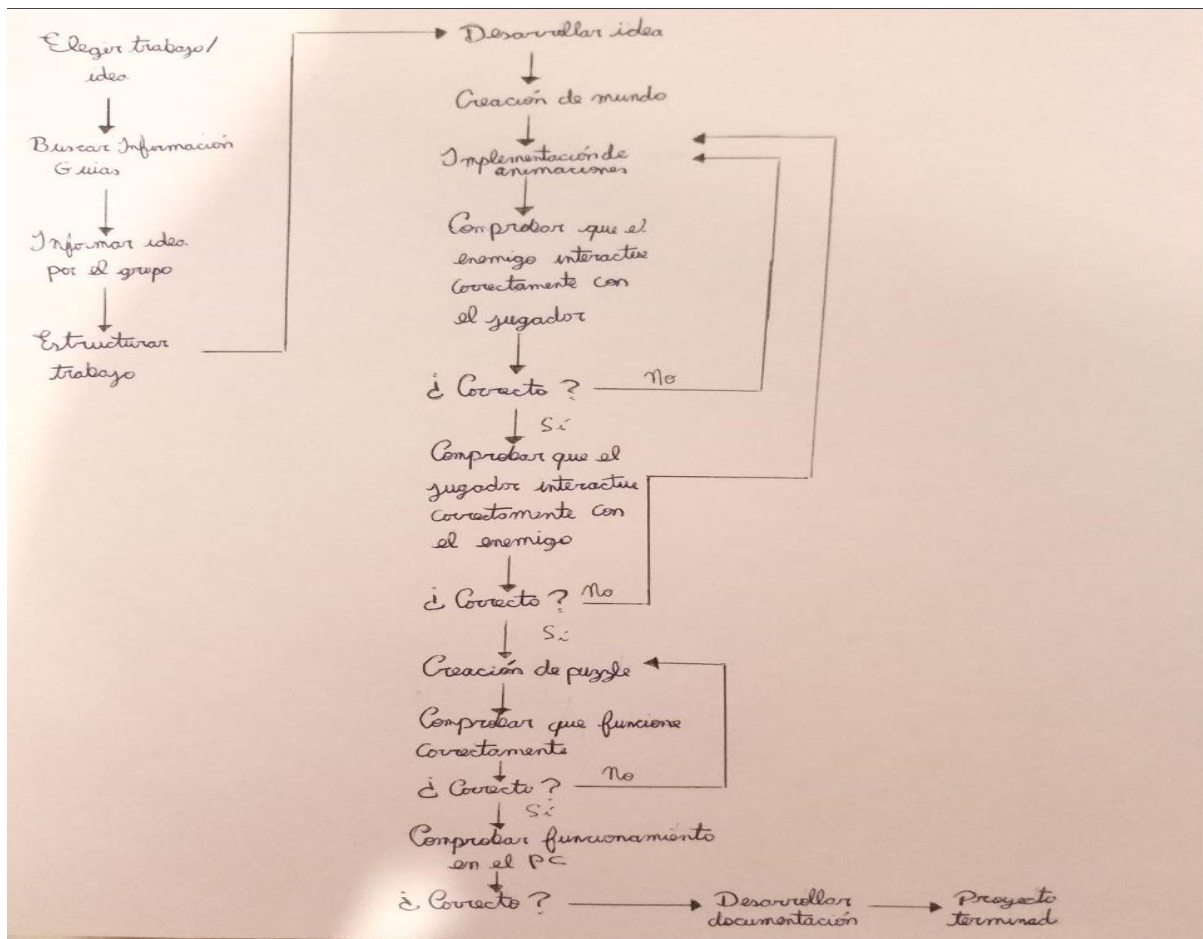 Elegir trabajo/
idea
Buscar Información
Guias
Informar idea
por el grupo
Estructurar
trabajo
Desarrollar idea
Creación de mundo
Implementación de
animaciones
Comprobar que el
enemigo interactue
correctamente con
el jugador
¿ Correcto ?
No
Sí
Comprobar que el
jugador interactue
correctamente con
el enemigo
¿ Correcto ?
No
Sí
Creación de puzzle
Comprobar que funcione
correctamente
¿ Correcto ?
No
Sí
Comprobar funcionamiento
en el PC
¿ Correcto ?
Desarrollar
documentación
Proyecto
terminad